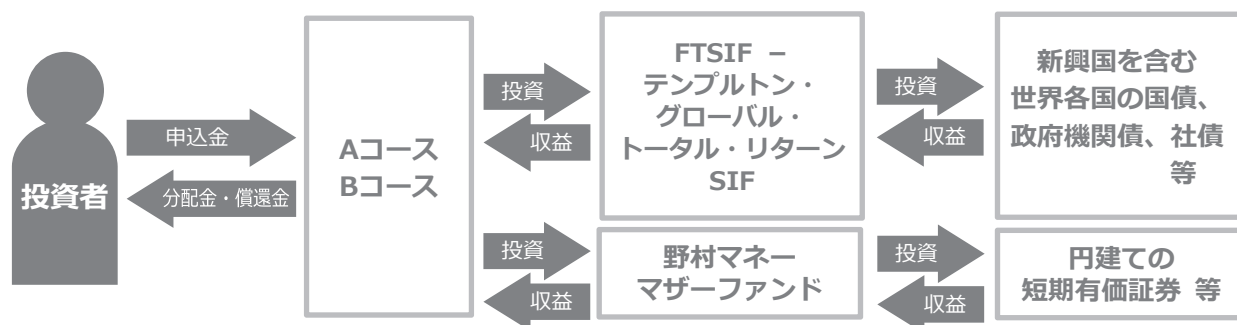 投資者
申込金
分配金・償還金
Aコース
Bコース
投資
収益
FTSIF －
テンプルトン・
グローバル・
トータル・リターン
SIF
投資
収益
新興国を含む
世界各国の国債、
政府機関債、社債
等
投資
収益
野村マネー
マザーファンド
投資
収益
円建ての
短期有価証券 等